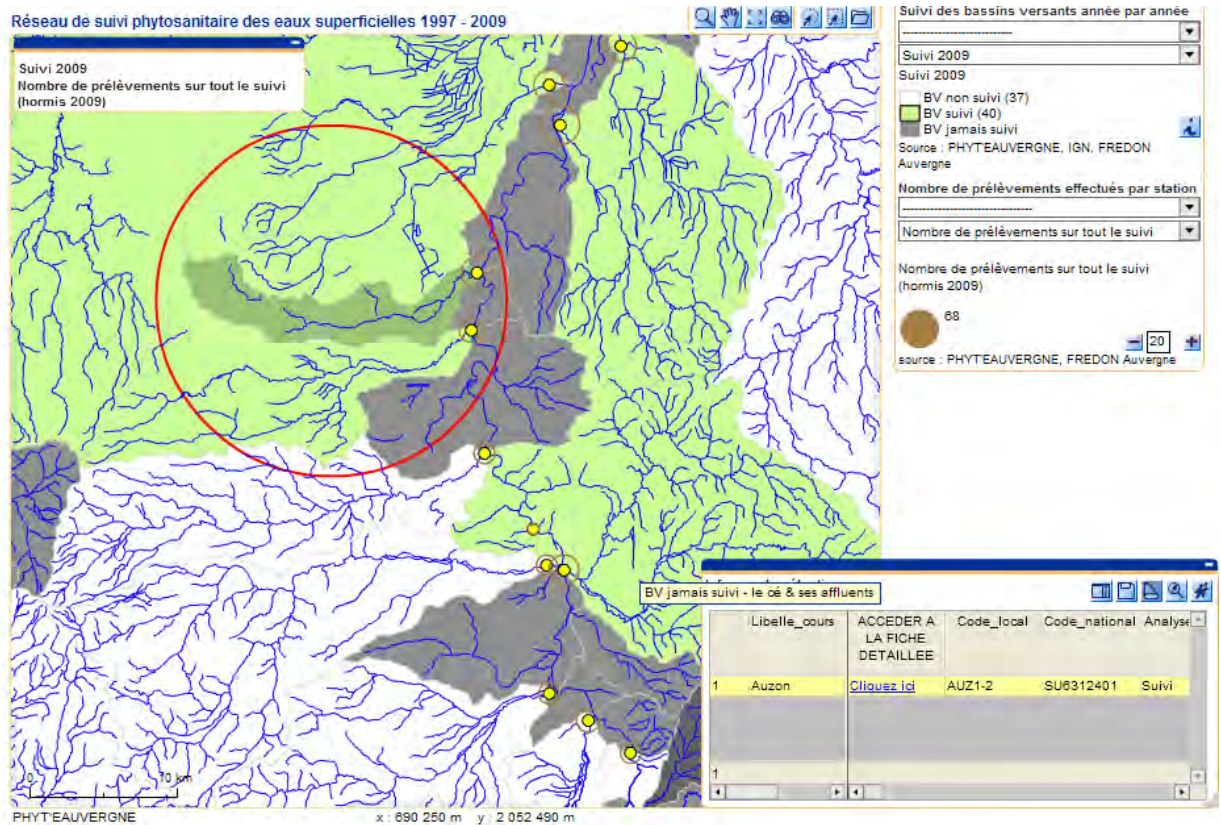 Réseau de suivi phytosanitaire des eaux superficielles 1997 - 2009
Suivi 2009
Nombre de prélèvements sur tout le suivi
(hormis 2009)
Suivi des bassins versants année par année
----------------------------
Suivi 2009
Suivi 2009
BV non suivi (37)
BV suivi (40)
BV jamais suivi
Source : PHYT'EAUVERGNE, IGN, FREDON
Auvergne
Nombre de prélèvements effectués par station
---------------------------------
Nombre de prélèvements sur tout le suivi
Nombre de prélèvements sur tout le suivi
(hormis 2009)
68
20
source : PHYT'EAUVERGNE, FREDON Auvergne
BV jamais suivi - le cé & ses affluents
Libelle_cours ACCEDER A LA FICHE DETAILLEE Code_local Code_national Analyse
1 Auzon Cliquez ici AUZ1-2 SU6312401 Suivi
1
0 10 km
PHYT'EAUVERGNE x : 690 250 m y : 2 052 490 m